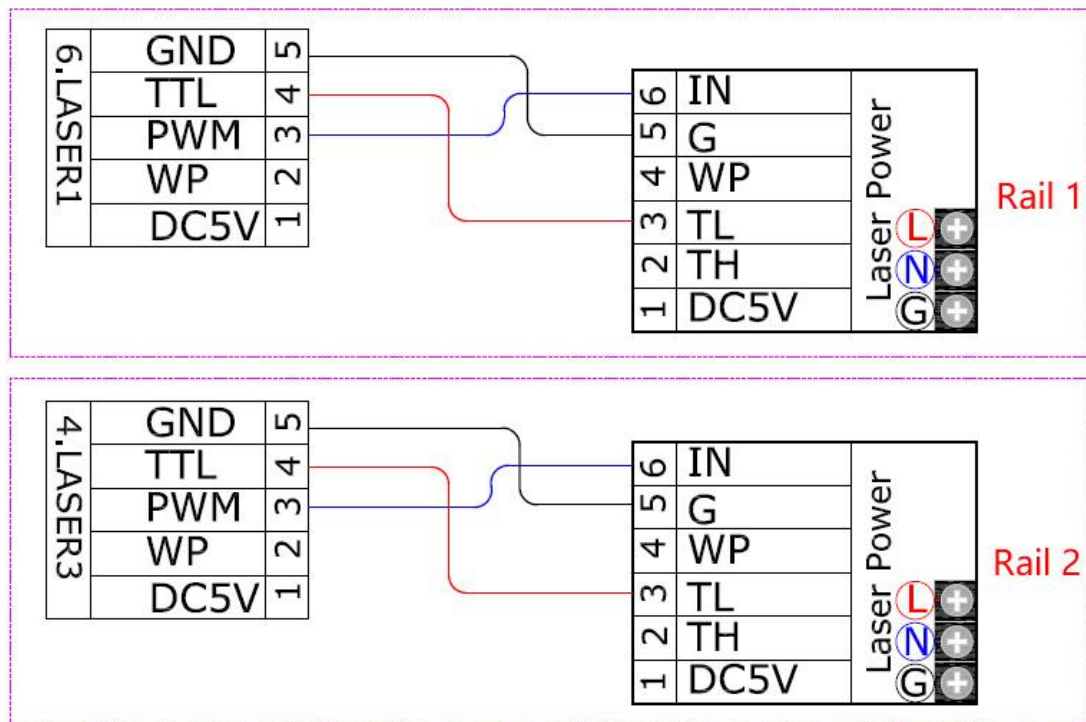 6.LASER1
GND 5
TTL 4
PWM 3
WP 2
DC5V 1
6 IN
5 G
4 WP
3 TL
2 TH
1 DC5V
Laser Power
L
N
G
Rail 1
4.LASER3
GND 5
TTL 4
PWM 3
WP 2
DC5V 1
6 IN
5 G
4 WP
3 TL
2 TH
1 DC5V
Laser Power
L
N
G
Rail 2